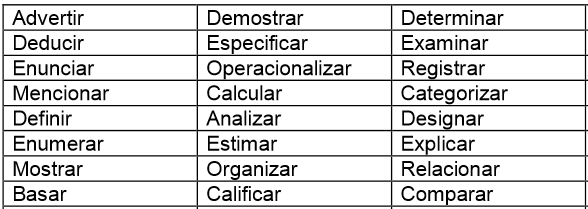 Advertir Demostrar Determinar
Deducir Especificar Examinar
Enunciar Operacionalizar Registrar
Mencionar Calcular Categorizar
Definir Analizar Designar
Enumerar Estimar Explicar
Mostrar Organizar Relacionar
Basar Calificar Comparar